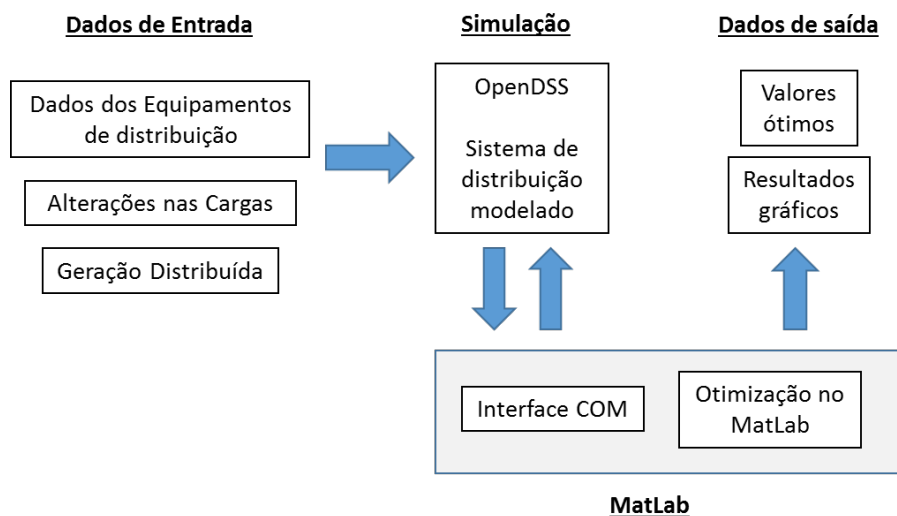 Dados de Entrada
Dados dos Equipamentos
de distribuição
Alterações nas Cargas
Geração Distribuída
Simulação
OpenDSS
Sistema de
distribuição
modelado
Dados de saída
Valores
ótimos
Resultados
gráficos
Interface COM
Otimização no
MatLab
MatLab